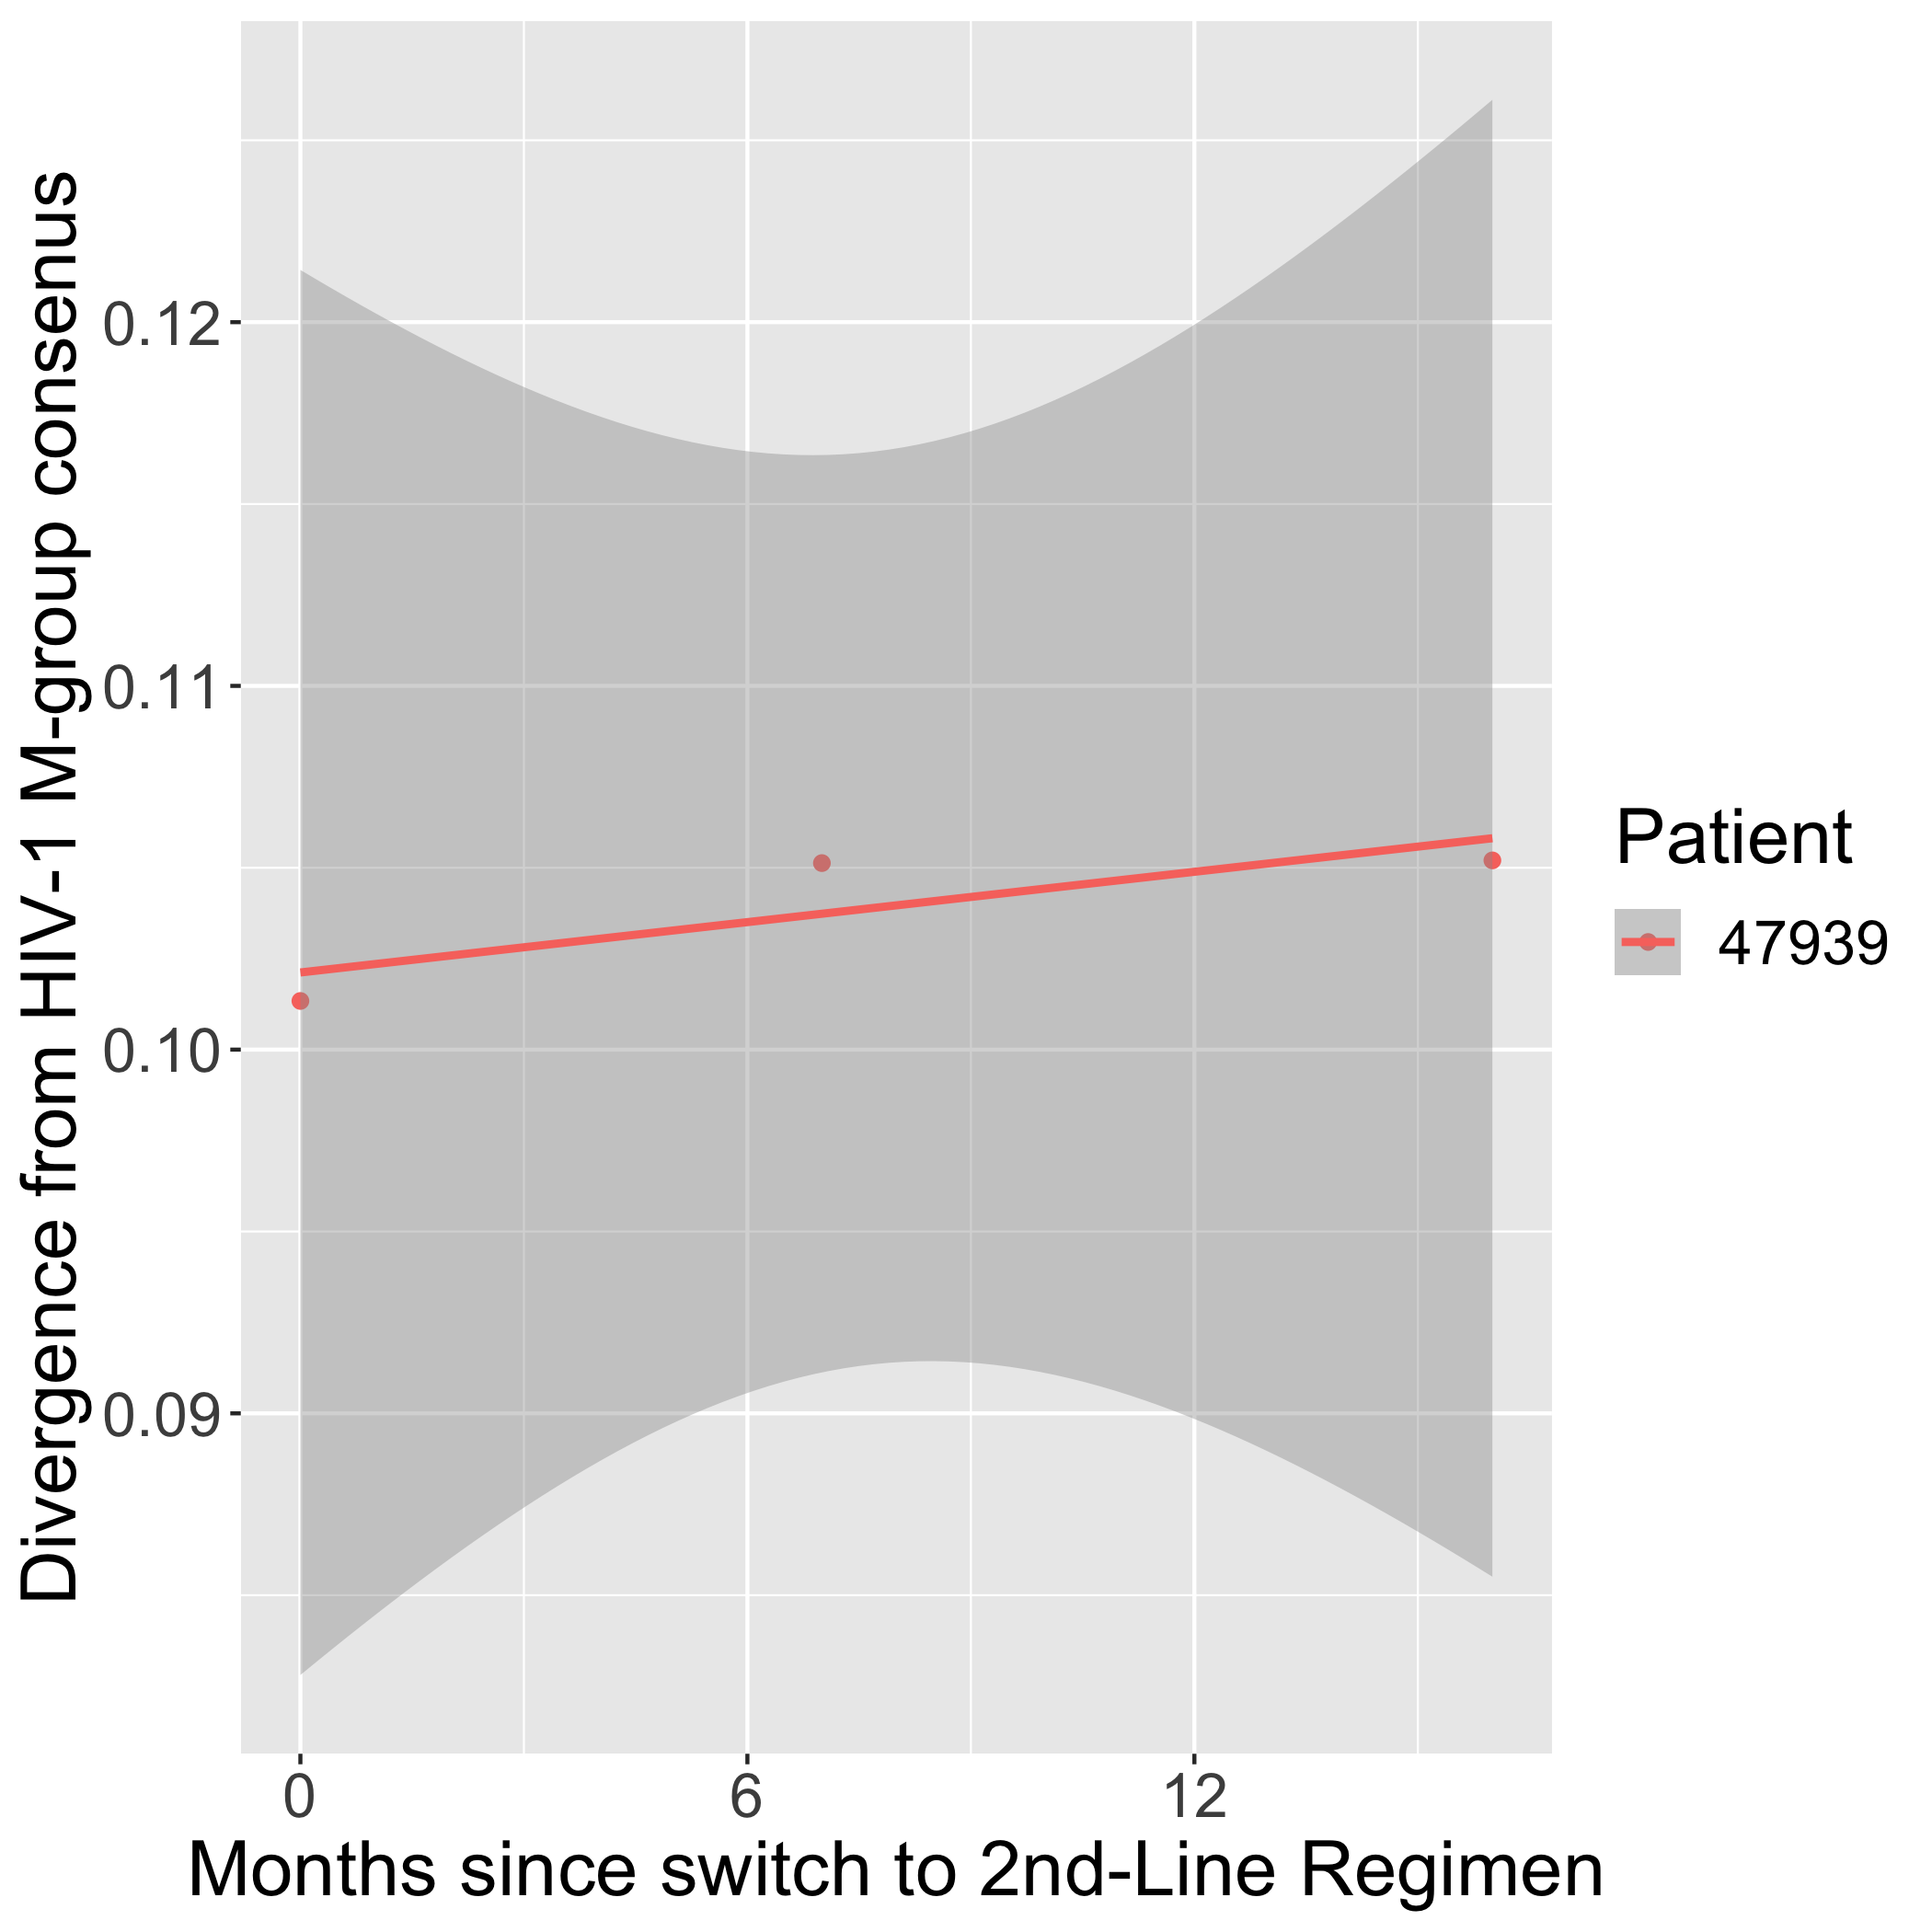 Divergence from HIV-1 M-group consenus
0.12
0.11
0.10
0.09
0
6
12
Months since switch to 2nd-Line Regimen
Patient
47939